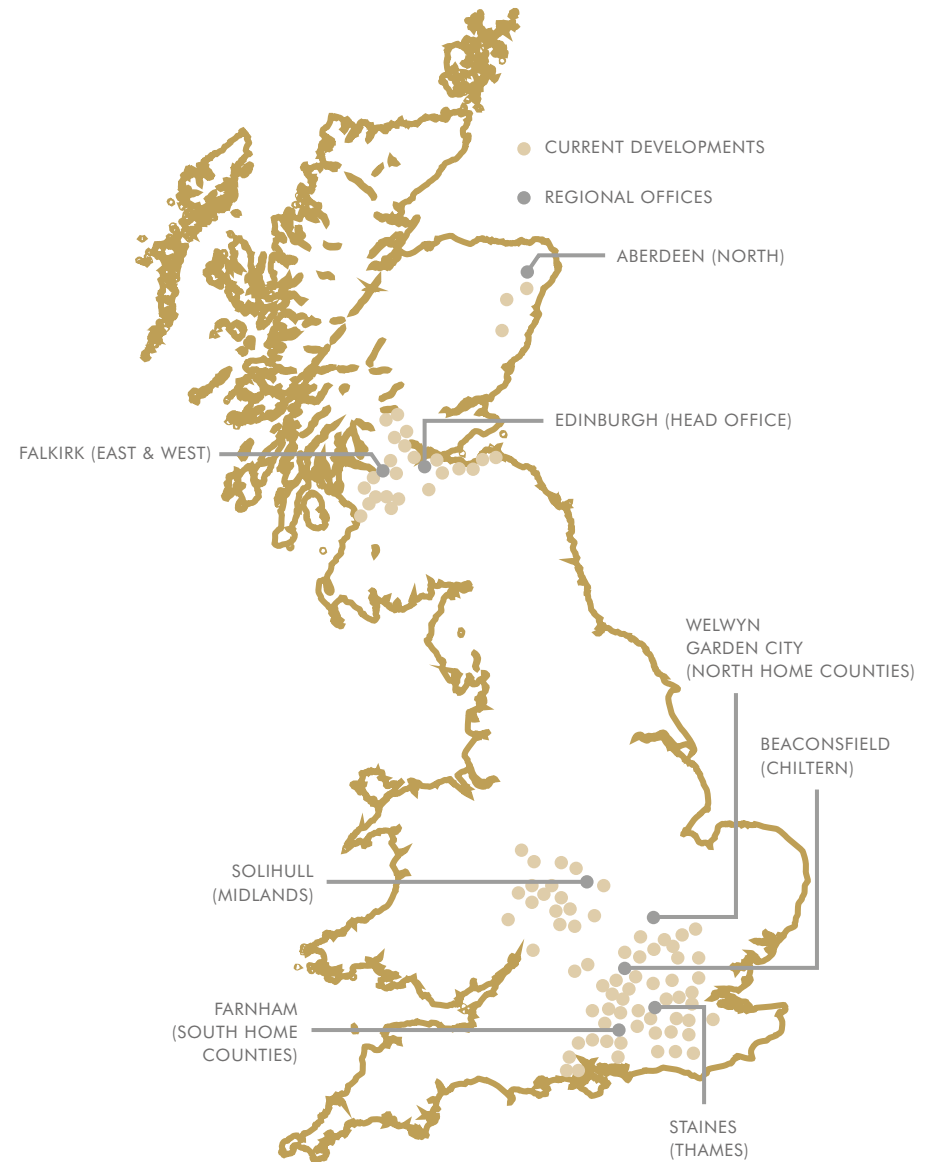 CURRENT DEVELOPMENTS
REGIONAL OFFICES
ABERDEEN (NORTH)
EDINBURGH (HEAD OFFICE)
FALKIRK (EAST & WEST)
WELWYN
GARDEN CITY
(NORTH HOME COUNTIES)
BEACONSFIELD
(CHILTERN)
SOLIHULL
(MIDLANDS)
FARNHAM
(SOUTH HOME
COUNTIES)
STAINES
(THAMES)